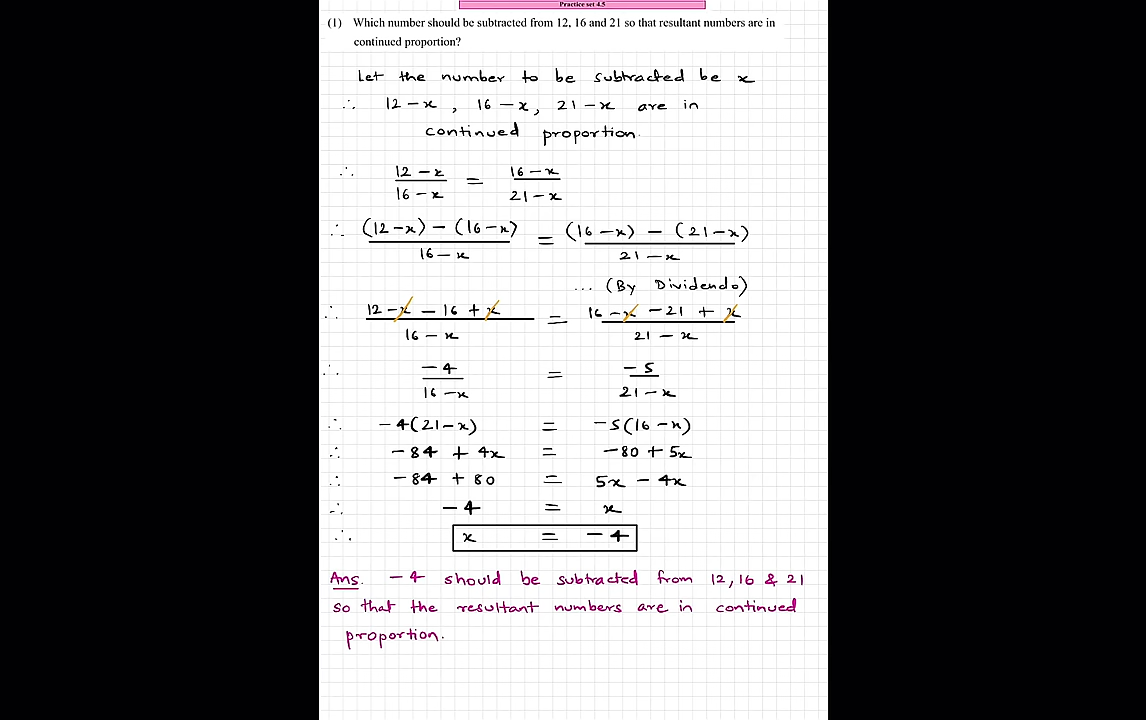 Practice set 4.5
(1) Which number should be subtracted from 12, 16 and 21 so that resultant numbers are in
continued proportion?
Let the number to be subtracted be x
∴ 12 - x , 16 - x, 21 - x are in
continued proportion.
∴ (12 - x)/(16 - x) = (16 - x)/(21 - x)
∴ ((12 - x) - (16 - x))/(16 - x) = ((16 - x) - (21 - x))/(21 - x)
... (By Dividendo)
∴ (12 - x - 16 + x)/(16 - x) = (16 - x - 21 + x)/(21 - x)
∴ -4/(16 - x) = -5/(21 - x)
∴ -4(21 - x) = -5(16 - x)
∴ -84 + 4x = -80 + 5x
∴ -84 + 80 = 5x - 4x
∴ -4 = x
∴ x = -4
Ans. -4 should be subtracted from 12, 16 & 21
so that the resultant numbers are in continued
proportion.